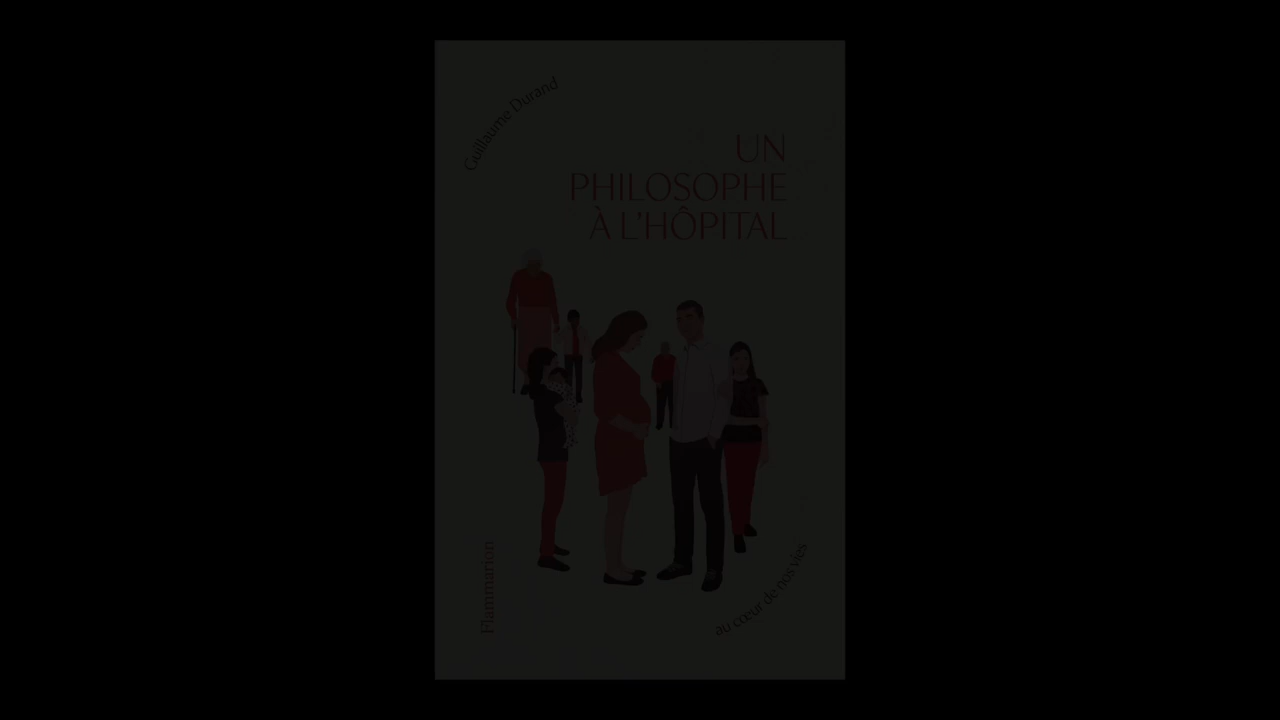 Guillaume Durand
UN
PHILOSOPHE
À L'HÔPITAL
Flammarion
au cœur de nos vies